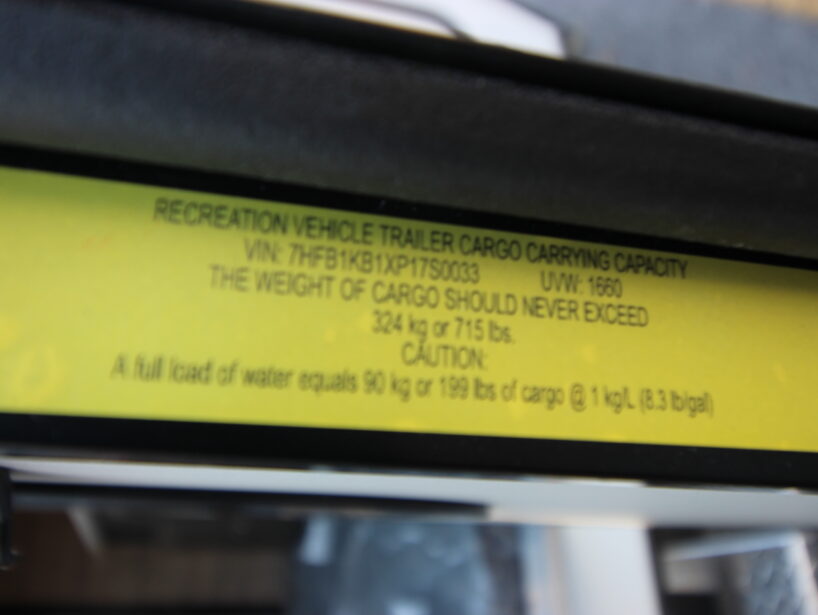 RECREATION VEHICLE TRAILER CARGO CARRYING CAPACITY
VIN: 7HFB1KB1XP17S0033 UVW: 1660
THE WEIGHT OF CARGO SHOULD NEVER EXCEED
324 kg or 715 lbs.
CAUTION:
A full load of water equals 90 kg or 199 lbs of cargo @ 1 kg/L (8.3 lb/gal)